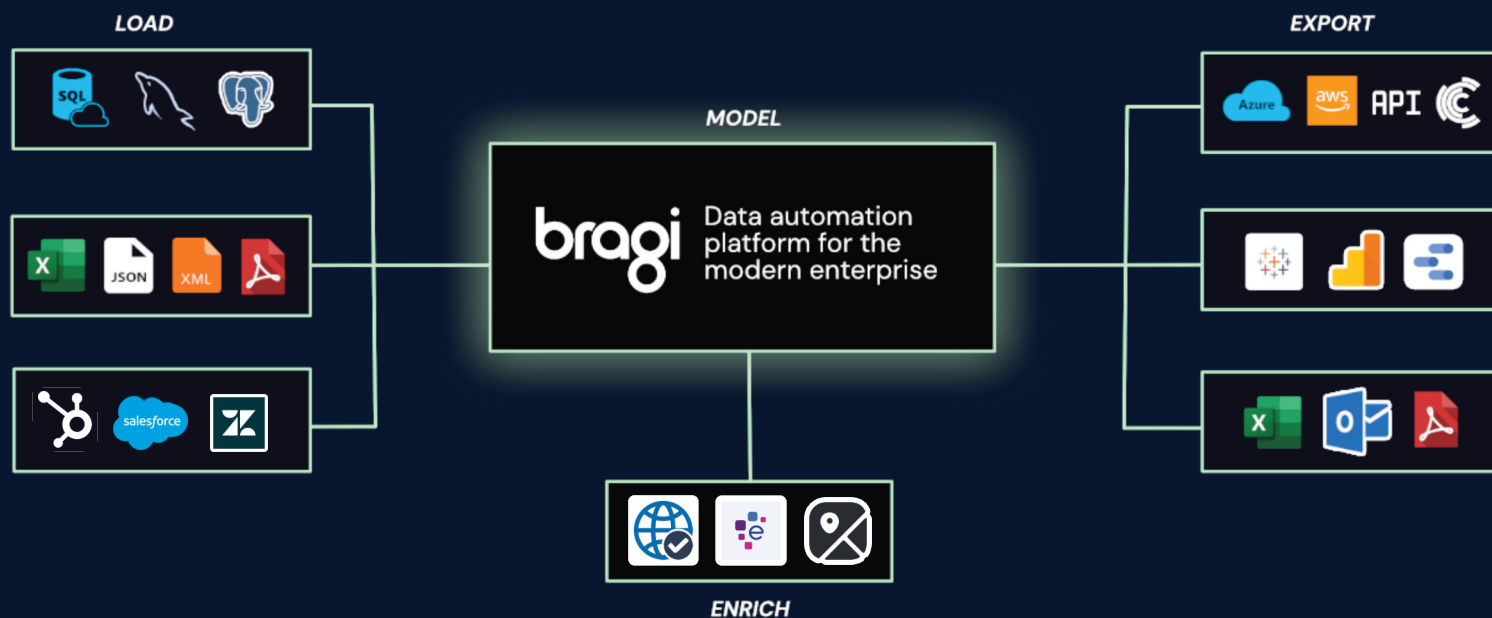 LOAD
EXPORT
SQL
Azure
aws
API
MODEL
bragi
Data automation
platform for the
modern enterprise
X
JSON
XML
salesforce
X
O
e
ENRICH